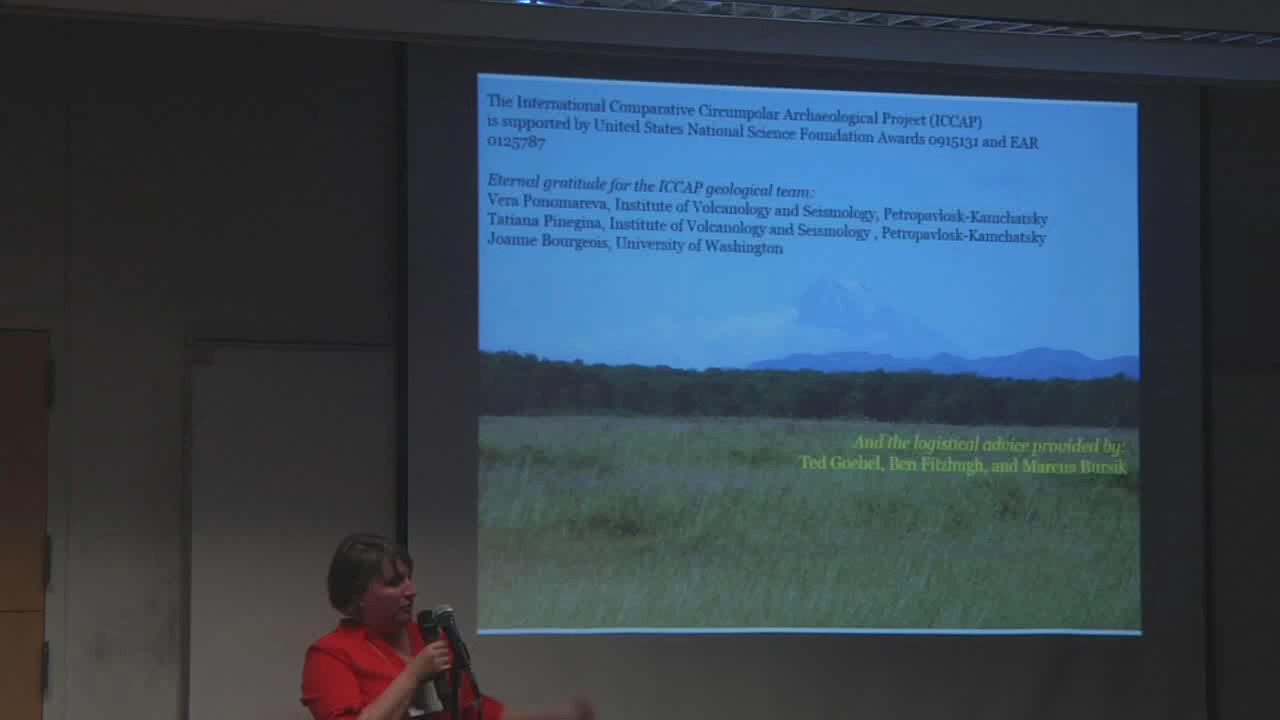 The International Comparative Circumpolar Archaeological Project (ICCAP)
is supported by United States National Science Foundation Awards 0915131 and EAR
0125787
Eternal gratitude for the ICCAP geological team:
Vera Ponomareva, Institute of Volcanology and Seismology, Petropavlosk-Kamchatsky
Tatiana Pinegina, Institute of Volcanology and Seismology , Petropavlosk-Kamchatsky
Joanne Bourgeois, University of Washington
And the logistical advice provided by:
Ted Goebel, Ben Fitzhugh, and Marcus Bursik